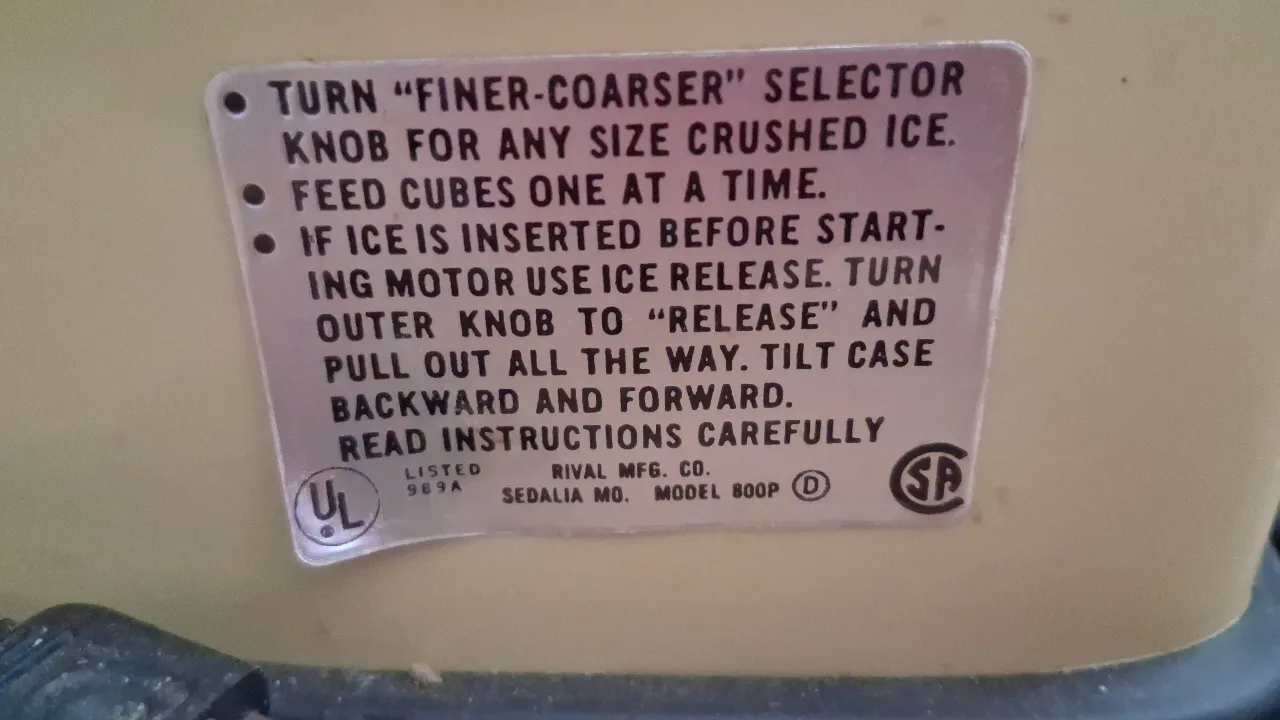 • TURN “FINER-COARSER” SELECTOR
KNOB FOR ANY SIZE CRUSHED ICE.
• FEED CUBES ONE AT A TIME.
• IF ICE IS INSERTED BEFORE START-
ING MOTOR USE ICE RELEASE. TURN
OUTER KNOB TO “RELEASE” AND
PULL OUT ALL THE WAY. TILT CASE
BACKWARD AND FORWARD.
READ INSTRUCTIONS CAREFULLY
UL ® LISTED
989A
RIVAL MFG. CO.
SEDALIA MO. MODEL 800P D
SA